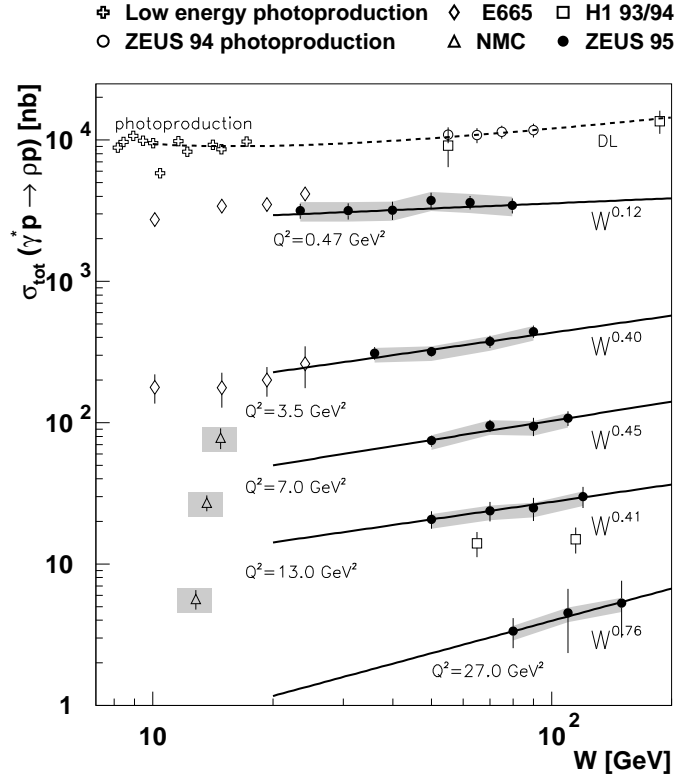 Low energy photoproduction E665 H1 93/94
ZEUS 94 photoproduction NMC ZEUS 95
σtot (γ* p → ρp) [nb]
photoproduction
10⁴
DL
W^0.12
Q²=0.47 GeV²
10³
W^0.40
Q²=3.5 GeV²
10²
W^0.45
Q²=7.0 GeV²
W^0.41
Q²=13.0 GeV²
10
W^0.76
Q²=27.0 GeV²
1
10 10²
W [GeV]